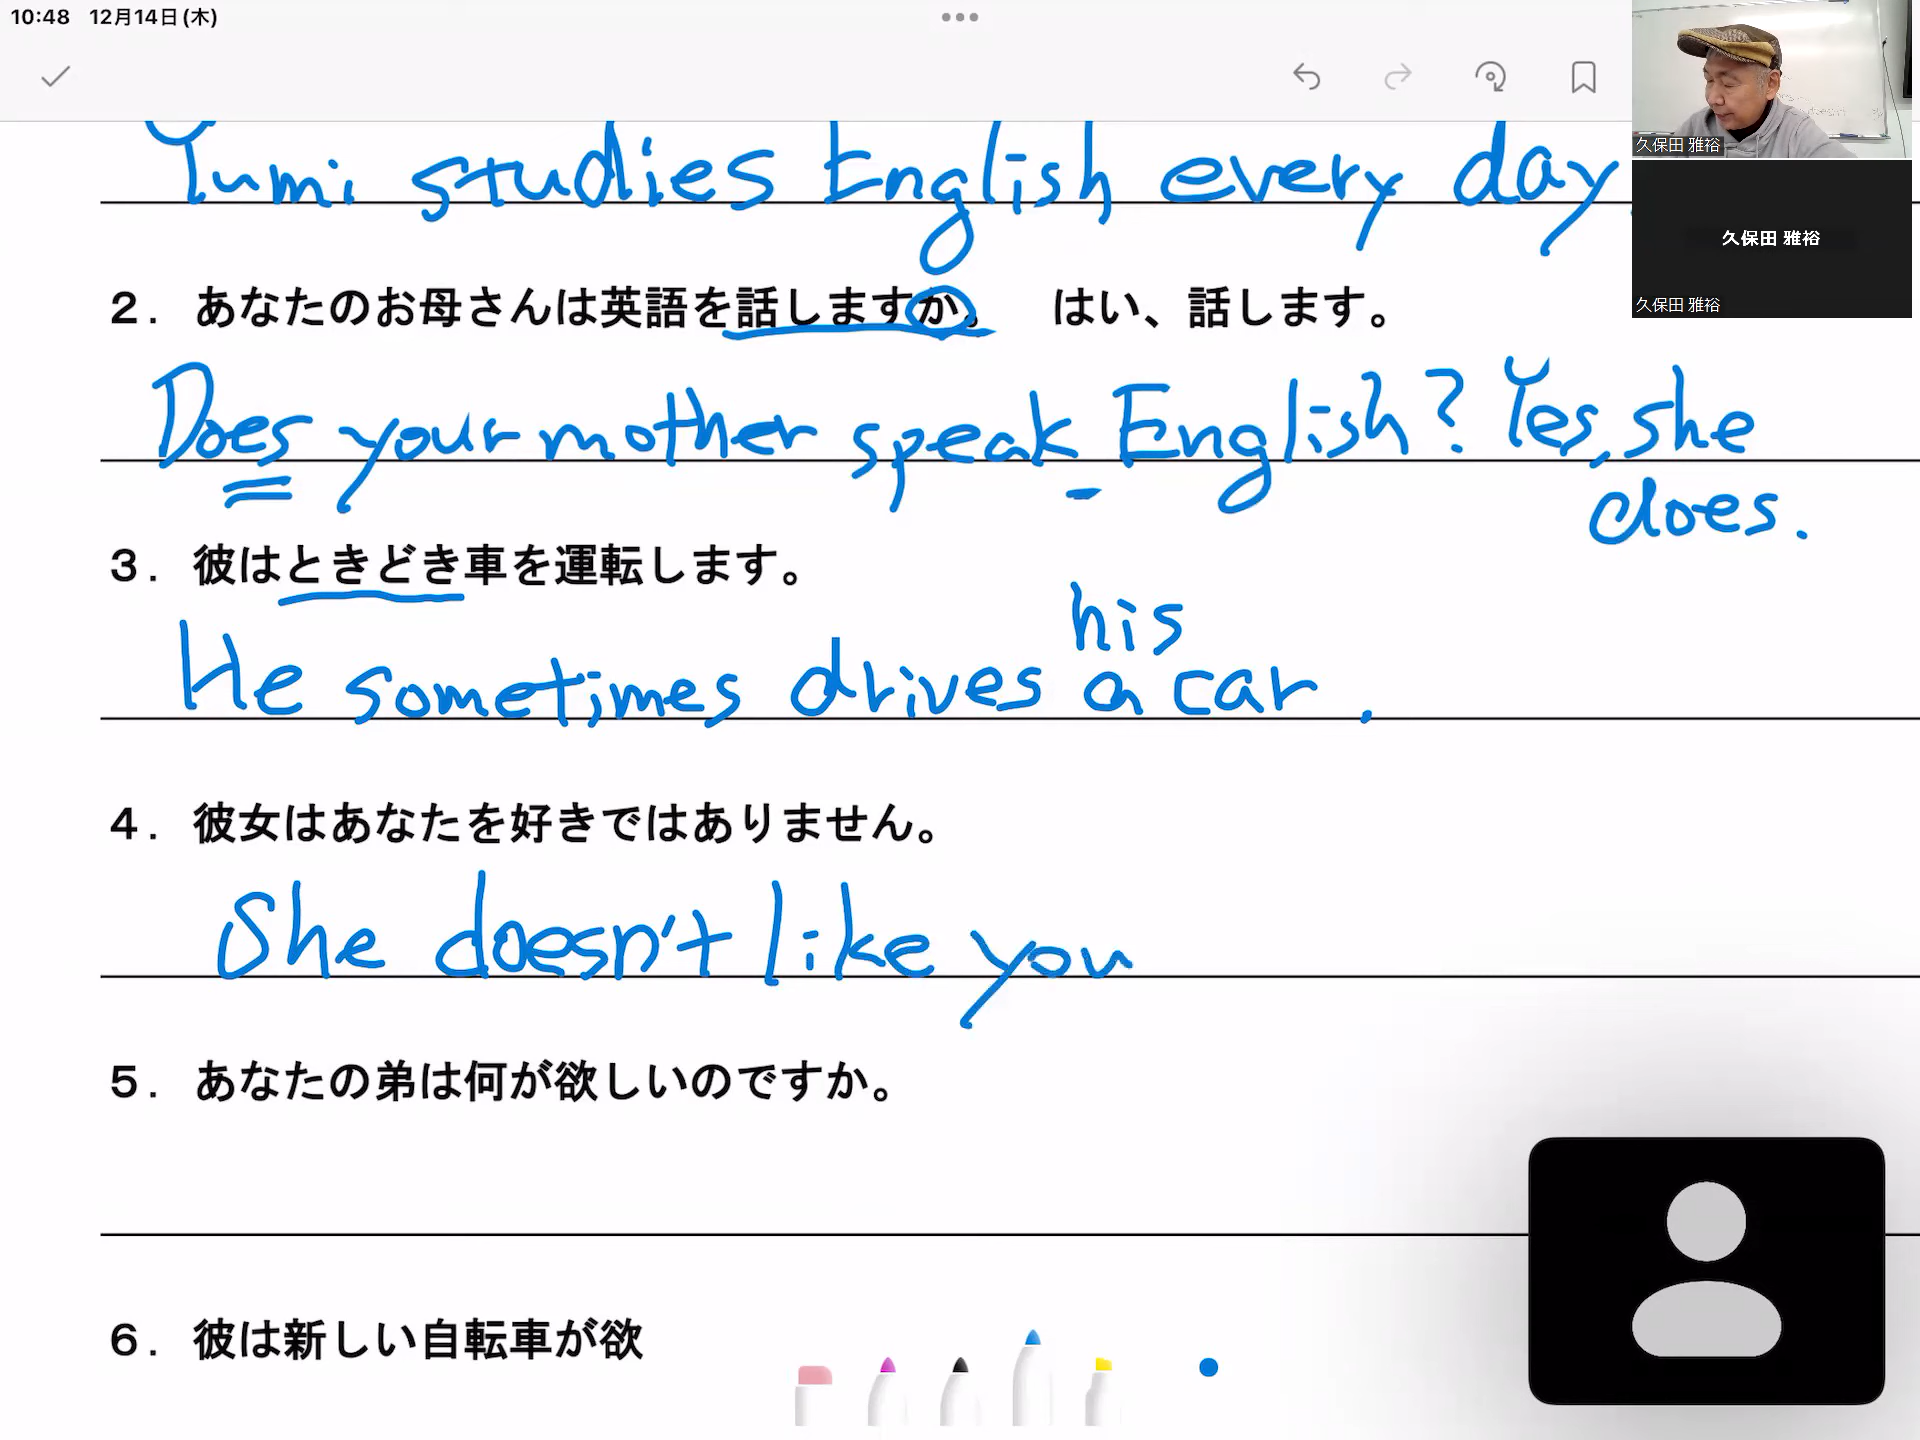 10:48 12月14日(木)
久保田 雅裕
久保田 雅裕
久保田 雅裕
Yumi studies English every day.
2. あなたのお母さんは英語を話しますか。 はい、話します。
Does your mother speak English? Yes, she
does.
3. 彼はときどき車を運転します。
his
He sometimes drives a car.
4. 彼女はあなたを好きではありません。
She doesn't like you
5. あなたの弟は何が欲しいのですか。
6. 彼は新しい自転車が欲